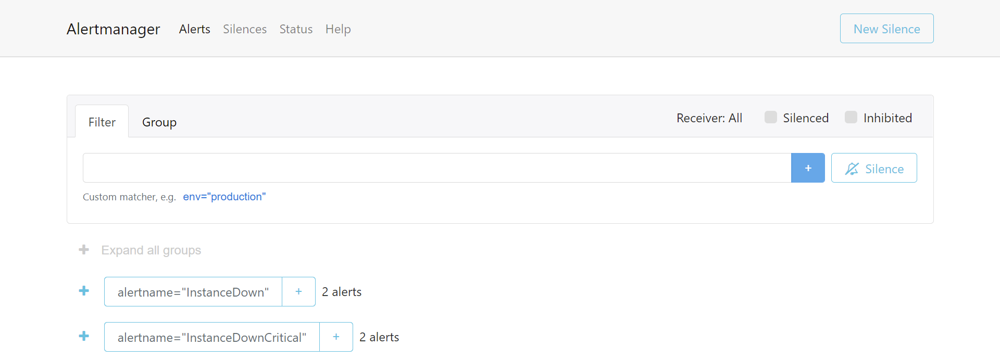 Alertmanager Alerts Silences Status Help New Silence
Filter Group Receiver: All Silenced Inhibited
+ Silence
Custom matcher, e.g. env="production"
+ Expand all groups
+ alertname="InstanceDown" + 2 alerts
+ alertname="InstanceDownCritical" + 2 alerts